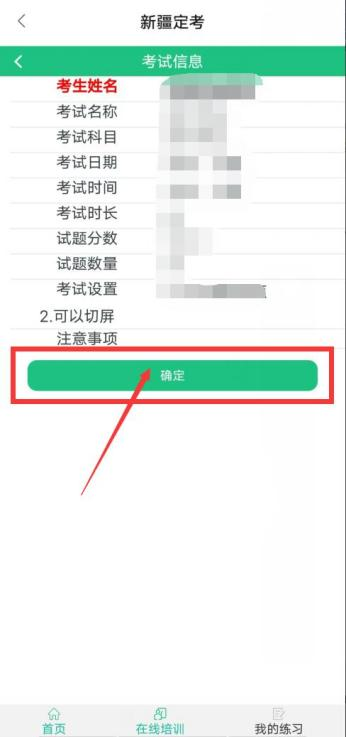 新疆定考
考试信息
考生姓名
考试名称
考试科目
考试日期
考试时间
考试时长
试题分数
试题数量
考试设置
2.可以切屏
注意事项
确定
首页
在线培训
我的练习